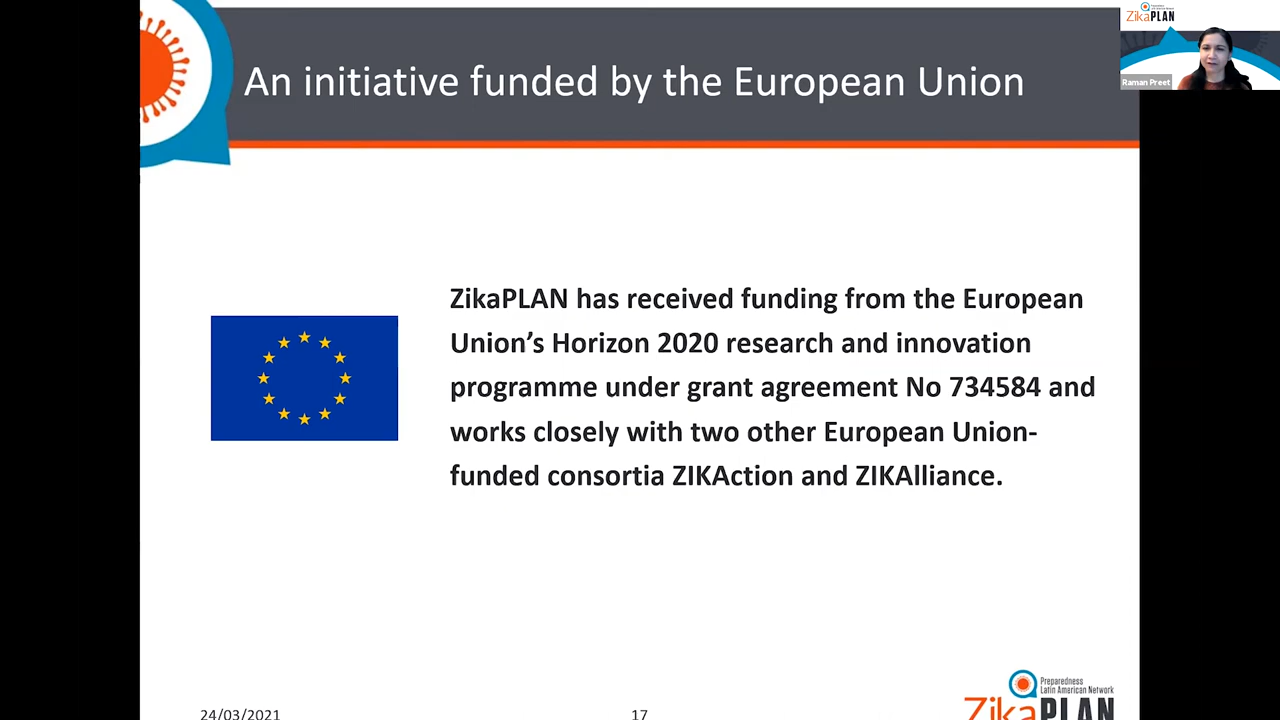 An initiative funded by the European Union
ZikaPLAN
Raman Preet
ZikaPLAN has received funding from the European
Union’s Horizon 2020 research and innovation
programme under grant agreement No 734584 and
works closely with two other European Union-
funded consortia ZIKAction and ZIKAlliance.
Preparedness
Latin American Network
ZikaPLAN
24/03/2021
17